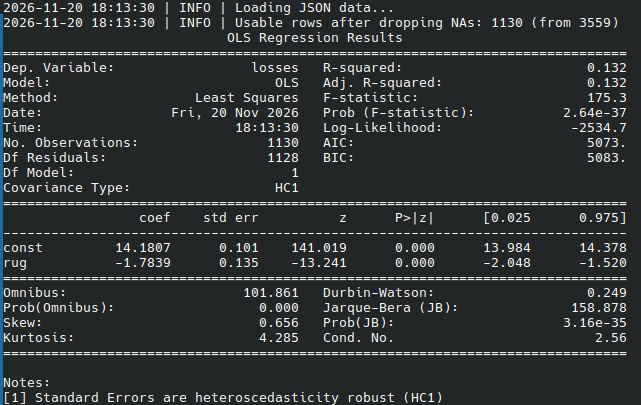 2026-11-20 18:13:30 | INFO | Loading JSON data...
2026-11-20 18:13:30 | INFO | Usable rows after dropping NAs: 1130 (from 3559)
                            OLS Regression Results
==============================================================================
Dep. Variable:                 losses   R-squared:                       0.132
Model:                            OLS   Adj. R-squared:                  0.132
Method:                 Least Squares   F-statistic:                     175.3
Date:                Fri, 20 Nov 2026   Prob (F-statistic):           2.64e-37
Time:                        18:13:30   Log-Likelihood:                -2534.7
No. Observations:                1130   AIC:                             5073.
Df Residuals:                    1128   BIC:                             5083.
Df Model:                           1
Covariance Type:                  HC1
==============================================================================
                 coef    std err          z      P>|z|      [0.025      0.975]
------------------------------------------------------------------------------
const         14.1807      0.101    141.019      0.000      13.984      14.378
rug           -1.7839      0.135    -13.241      0.000      -2.048      -1.520
==============================================================================
Omnibus:                      101.861   Durbin-Watson:                   0.249
Prob(Omnibus):                  0.000   Jarque-Bera (JB):              158.878
Skew:                           0.656   Prob(JB):                     3.16e-35
Kurtosis:                       4.285   Cond. No.                         2.56
==============================================================================

Notes:
[1] Standard Errors are heteroscedasticity robust (HC1)